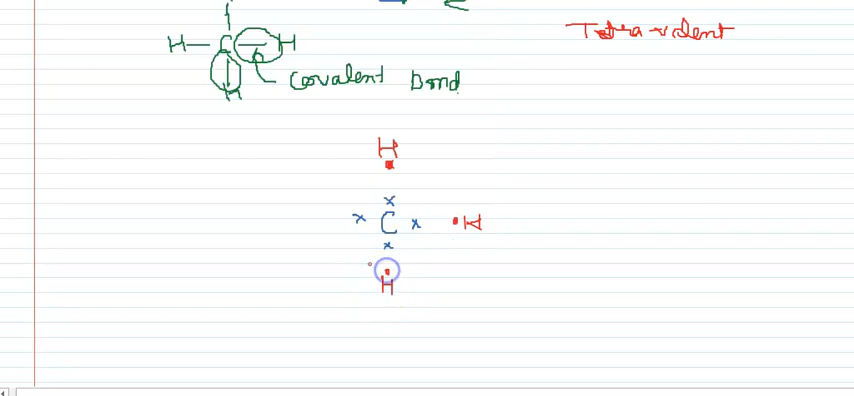 Tetra valent
H — C — H
Covalent bond
H
H
x
x C x • H
x
H